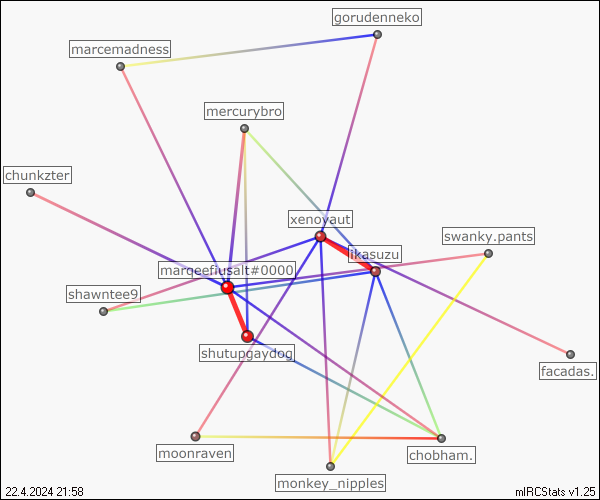 gorudenneko
marcemadness
mercurybro
chunkzter
xenoyaut
swanky.pants
ikasuzu
marqeefiusalt#0000
shawntee9
shutupgaydog
facadas.
moonraven
chobham.
monkey_nipples
22.4.2024 21:58
mIRCStats v1.25